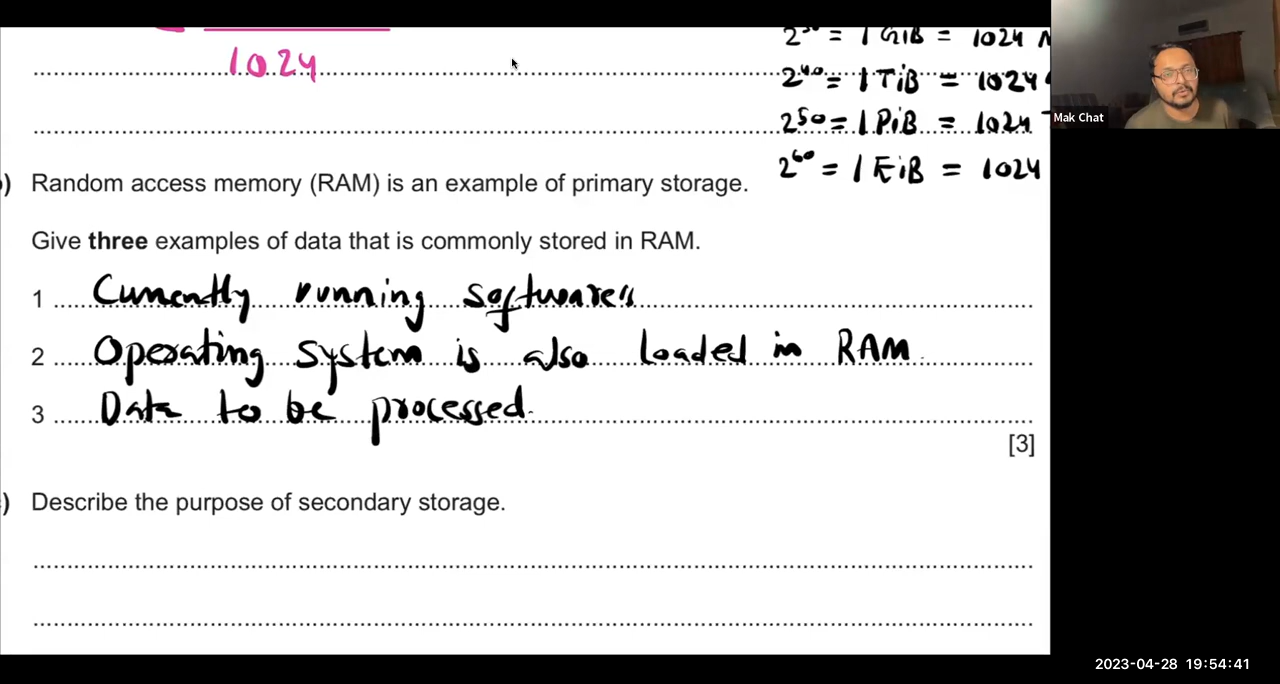 2³⁰ = 1 GiB = 1024 M
1024
2⁴⁰ = 1 TiB = 1024
2⁵⁰ = 1 PiB = 1024
Mak Chat
2⁶⁰ = 1 EiB = 1024
) Random access memory (RAM) is an example of primary storage.
Give three examples of data that is commonly stored in RAM.
1 Currently running softwares
2 Operating system is also loaded in RAM.
3 Data to be processed.
[3]
) Describe the purpose of secondary storage.
2023-04-28 19:54:41